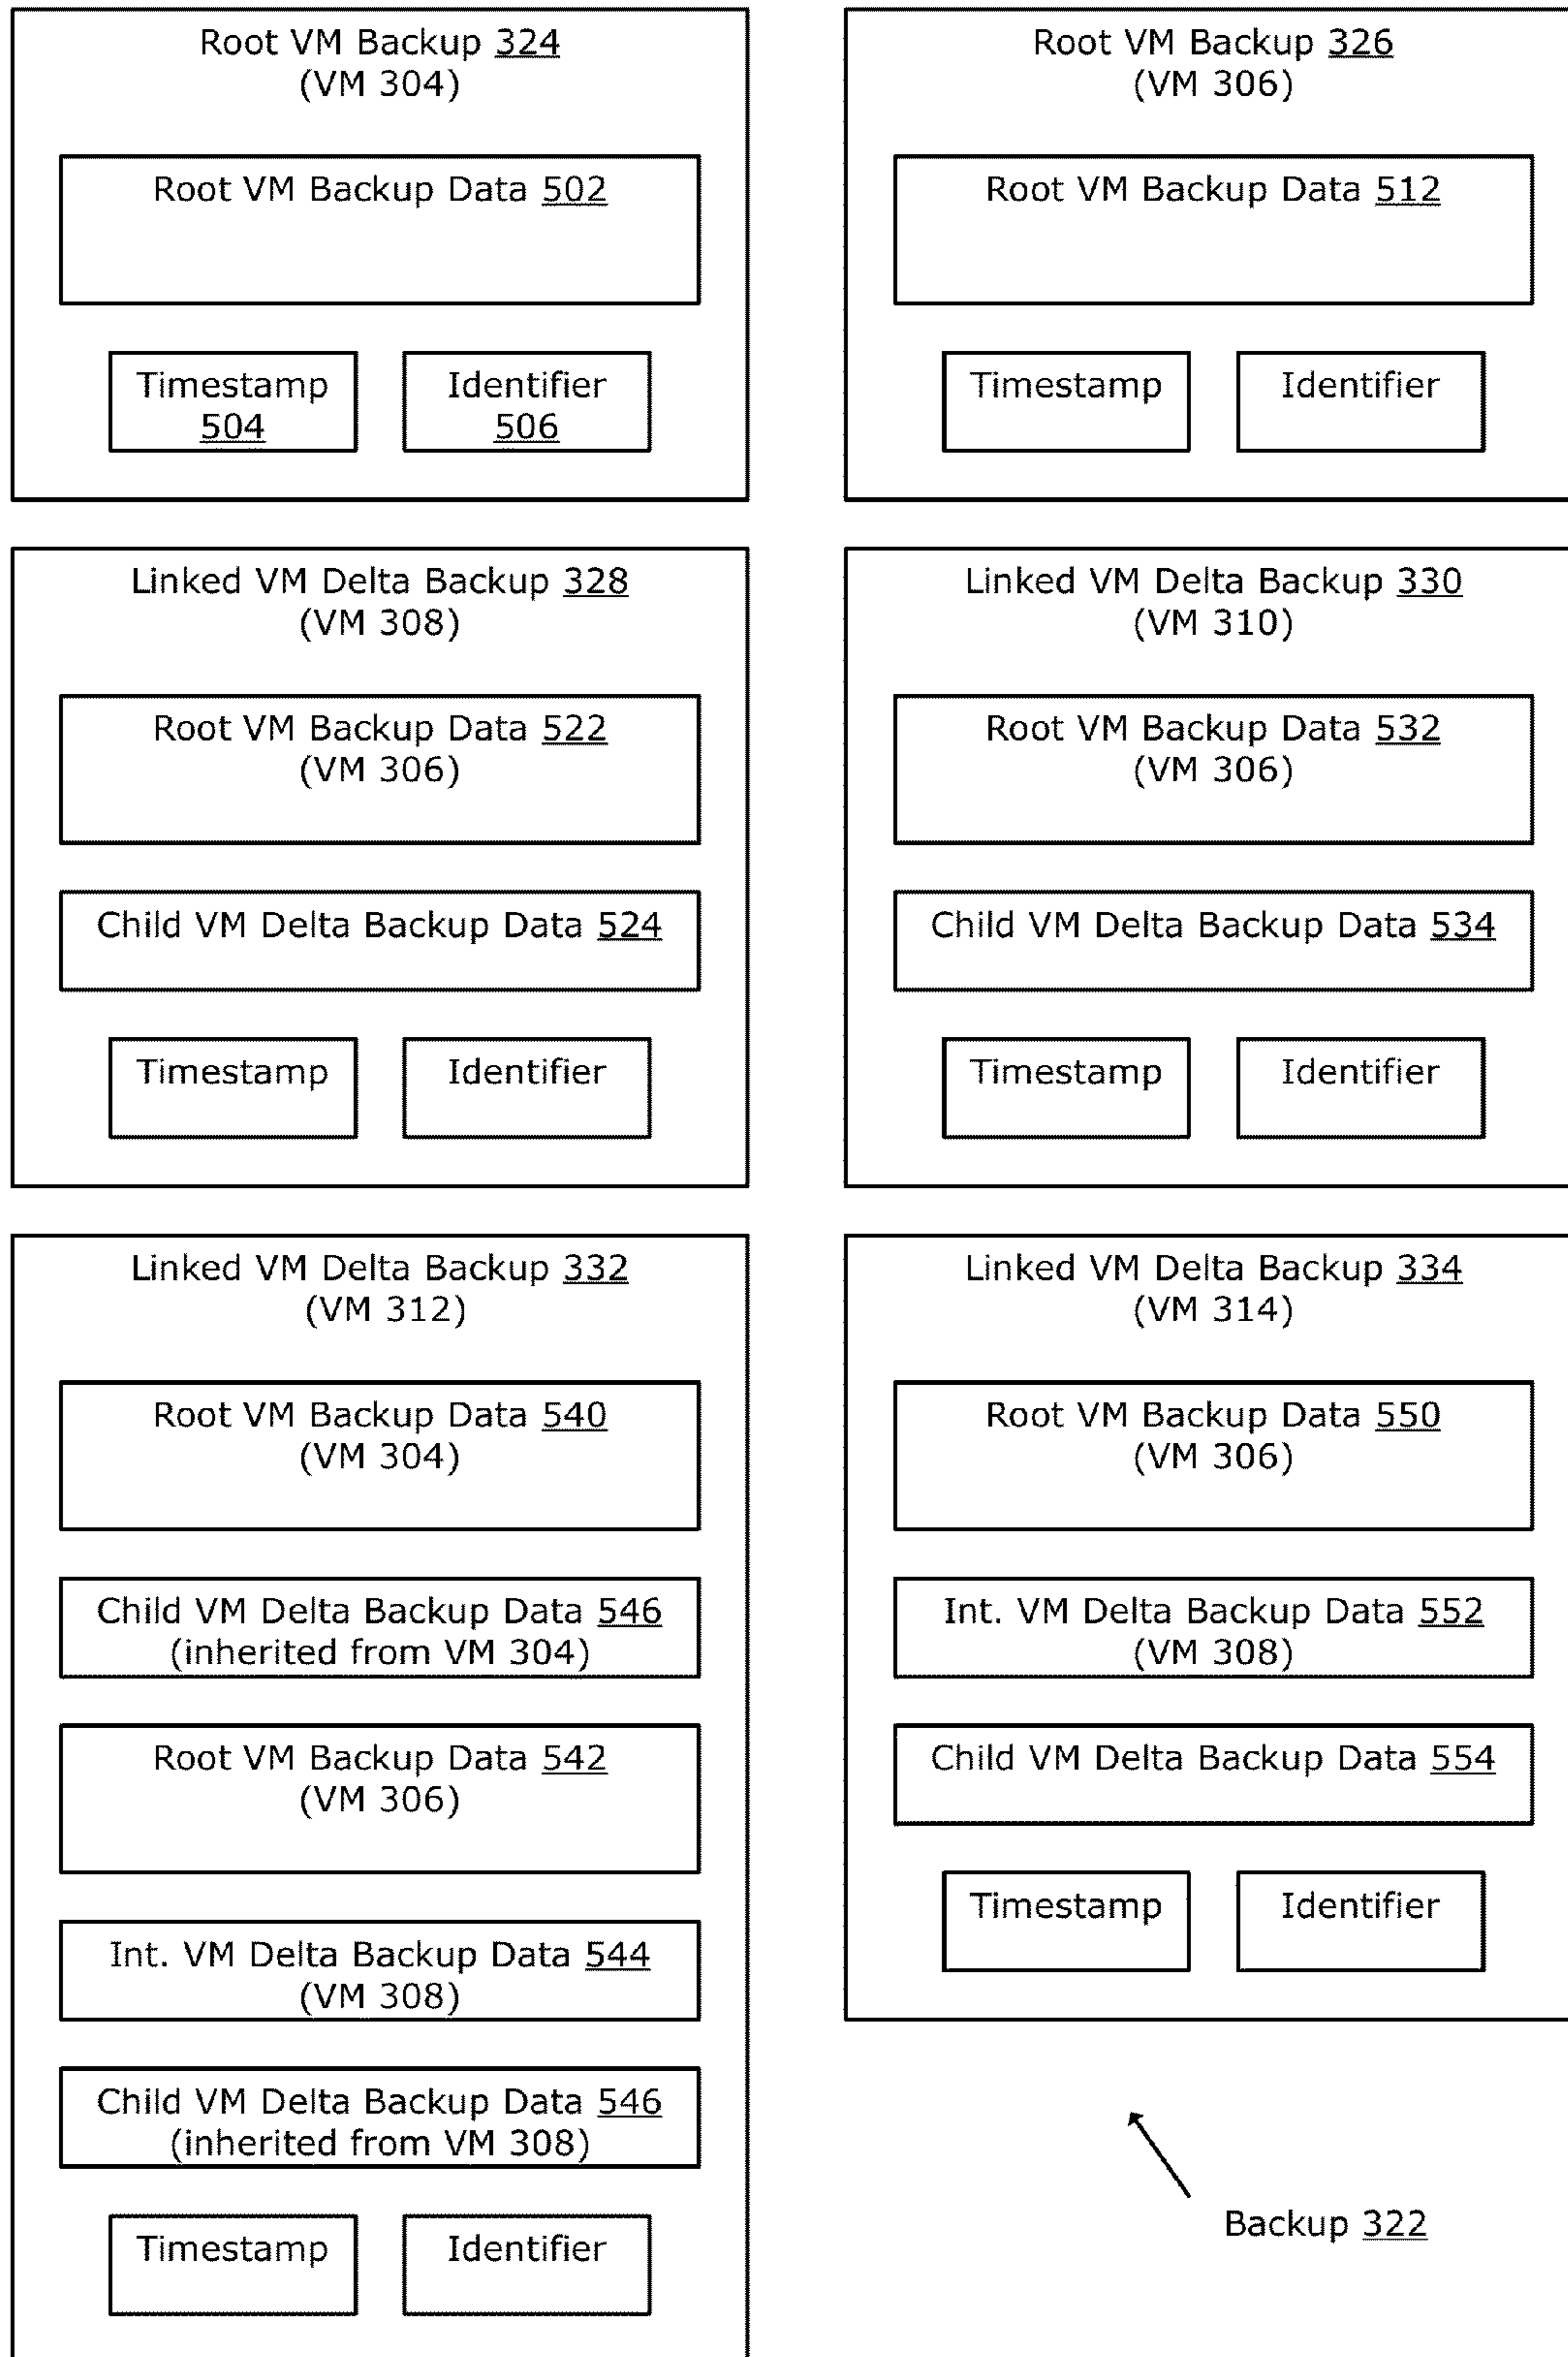 Root VM Backup 324
(VM 304)
Root VM Backup Data 502
Timestamp
504
Identifier
506
Root VM Backup 326
(VM 306)
Root VM Backup Data 512
Timestamp
Identifier
Linked VM Delta Backup 328
(VM 308)
Root VM Backup Data 522
(VM 306)
Child VM Delta Backup Data 524
Timestamp
Identifier
Linked VM Delta Backup 330
(VM 310)
Root VM Backup Data 532
(VM 306)
Child VM Delta Backup Data 534
Timestamp
Identifier
Linked VM Delta Backup 332
(VM 312)
Root VM Backup Data 540
(VM 304)
Child VM Delta Backup Data 546
(inherited from VM 304)
Root VM Backup Data 542
(VM 306)
Int. VM Delta Backup Data 544
(VM 308)
Child VM Delta Backup Data 546
(inherited from VM 308)
Timestamp
Identifier
Linked VM Delta Backup 334
(VM 314)
Root VM Backup Data 550
(VM 306)
Int. VM Delta Backup Data 552
(VM 308)
Child VM Delta Backup Data 554
Timestamp
Identifier
Backup 322